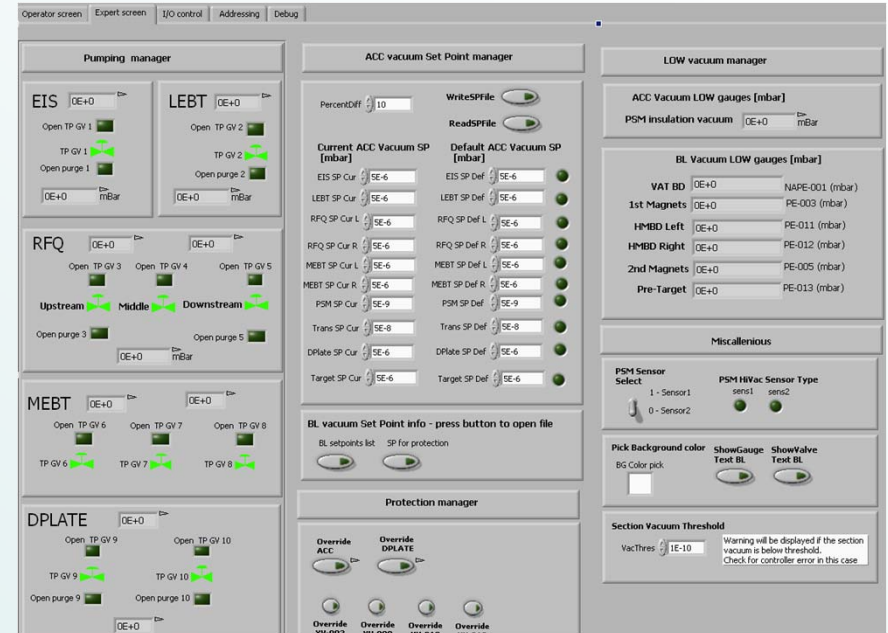 Operator screen Expert screen I/O control Addressing Debug
Pumping manager
EIS 0E+0
Open TP GV 1
TP GV 1
Open purge 1
0E+0 mBar
LEBT 0E+0
Open TP GV 2
TP GV 2
Open purge 2
0E+0 mBar
RFQ 0E+0 0E+0
Open TP GV 3 Open TP GV 4 Open TP GV 5
Upstream Middle Downstream
Open purge 3 Open purge 5
0E+0 mBar
MEBT 0E+0 0E+0
Open TP GV 6 Open TP GV 7 Open TP GV 8
TP GV 6 TP GV 7 TP GV 8
DPLATE 0E+0
Open TP GV 9 Open TP GV 10
TP GV 9 TP GV 10
Open purge 9 Open purge 10
0E+0
ACC vacuum Set Point manager
PercentDiff 10 WriteSPFile
ReadSPFile
Current ACC Vacuum SP Default ACC Vacuum SP
[mbar] [mbar]
EIS SP Cur 5E-6 EIS SP Def 5E-6
LEBT SP Cur 5E-6 LEBT SP Def 5E-6
RFQ SP Cur L 5E-6 RFQ SP Def L 5E-6
RFQ SP Cur R 5E-6 RFQ SP Def R 5E-6
MEBT SP Cur L 5E-6 MEBT SP Def L 5E-6
MEBT SP Cur R 5E-6 MEBT SP Def R 5E-6
PSM SP Cur 5E-9 PSM SP Def 5E-9
Trans SP Cur 5E-8 Trans SP Def 5E-8
DPlate SP Cur 5E-6 DPlate SP Def 5E-6
Target SP Cur 5E-6 Target SP Def 5E-6
BL vacuum Set Point info - press button to open file
BL setpoints list SP for protection
Protection manager
Override Override
ACC DPLATE
Override Override Override Override
LOW vacuum manager
ACC Vacuum LOW gauges [mbar]
PSM insulation vacuum 0E+0 mBar
BL Vacuum LOW gauges [mbar]
VAT BD 0E+0 NAPE-001 (mbar)
1st Magnets 0E+0 PE-003 (mbar)
HMBD Left 0E+0 PE-011 (mbar)
HMBD Right 0E+0 PE-012 (mbar)
2nd Magnets 0E+0 PE-005 (mbar)
Pre-Target 0E+0 PE-013 (mbar)
Miscallenious
PSM Sensor
Select
1 - Sensor1
0 - Sensor2
PSM HiVac Sensor Type
sens1 sens2
Pick Background color
BG Color pick
ShowGauge ShowValve
Text BL Text BL
Section Vacuum Threshold
VacThres 1E-10
Warning will be displayed if the section
vacuum is below threshold.
Check for controller error in this case